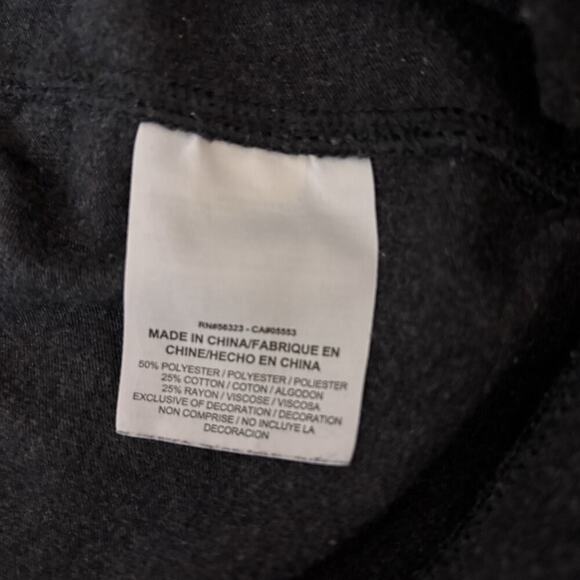 RN#56323 - CA#05553
MADE IN CHINA/FABRIQUE EN
CHINE/HECHO EN CHINA
50% POLYESTER / POLYESTER / POLIESTER
25% COTTON / COTON / ALGODON
25% RAYON / VISCOSE / VISCOSA
EXCLUSIVE OF DECORATION / DECORATION
NON COMPRISE / NO INCLUYE LA
DECORACION